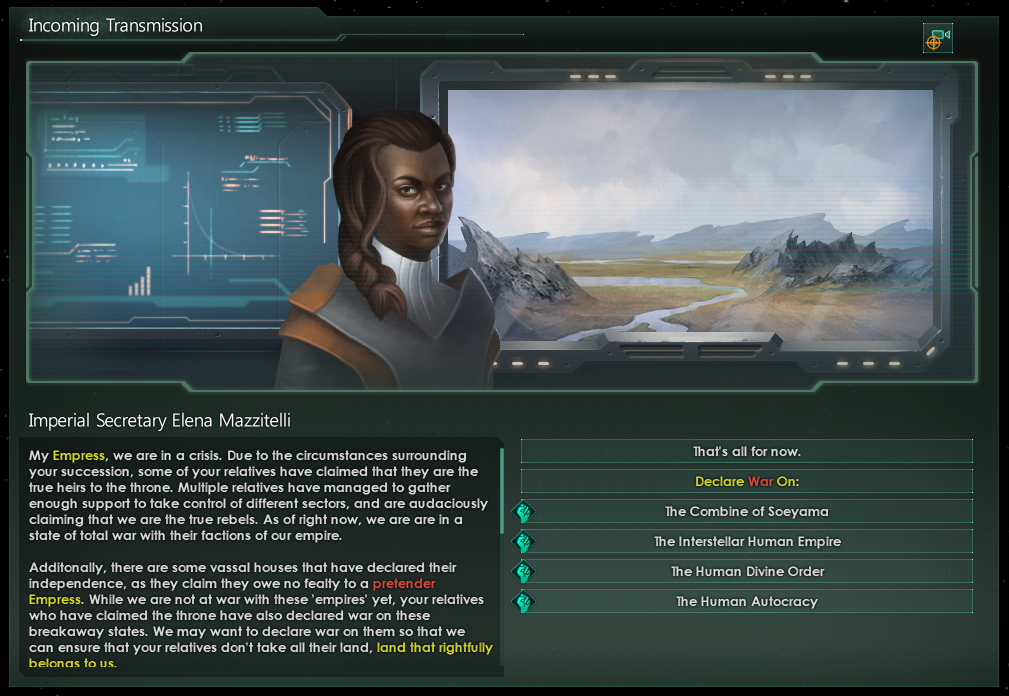 Incoming Transmission
Imperial Secretary Elena Mazzitelli
My Empress, we are in a crisis. Due to the circumstances surrounding
your succession, some of your relatives have claimed that they are the
true heirs to the throne. Multiple relatives have managed to gather
enough support to take control of different sectors, and are audaciously
claiming that we are the true rebels. As of right now, we are are in a
state of total war with their factions of our empire.
Additonally, there are some vassal houses that have declared their
independence, as they claim they owe no fealty to a pretender
Empress. While we are not at war with these 'empires' yet, your relatives
who have claimed the throne have also declared war on these
breakaway states. We may want to declare war on them so that we
can ensure that your relatives don't take all their land, land that rightfully
belongs to us.
That's all for now.
Declare War On:
The Combine of Soeyama
The Interstellar Human Empire
The Human Divine Order
The Human Autocracy